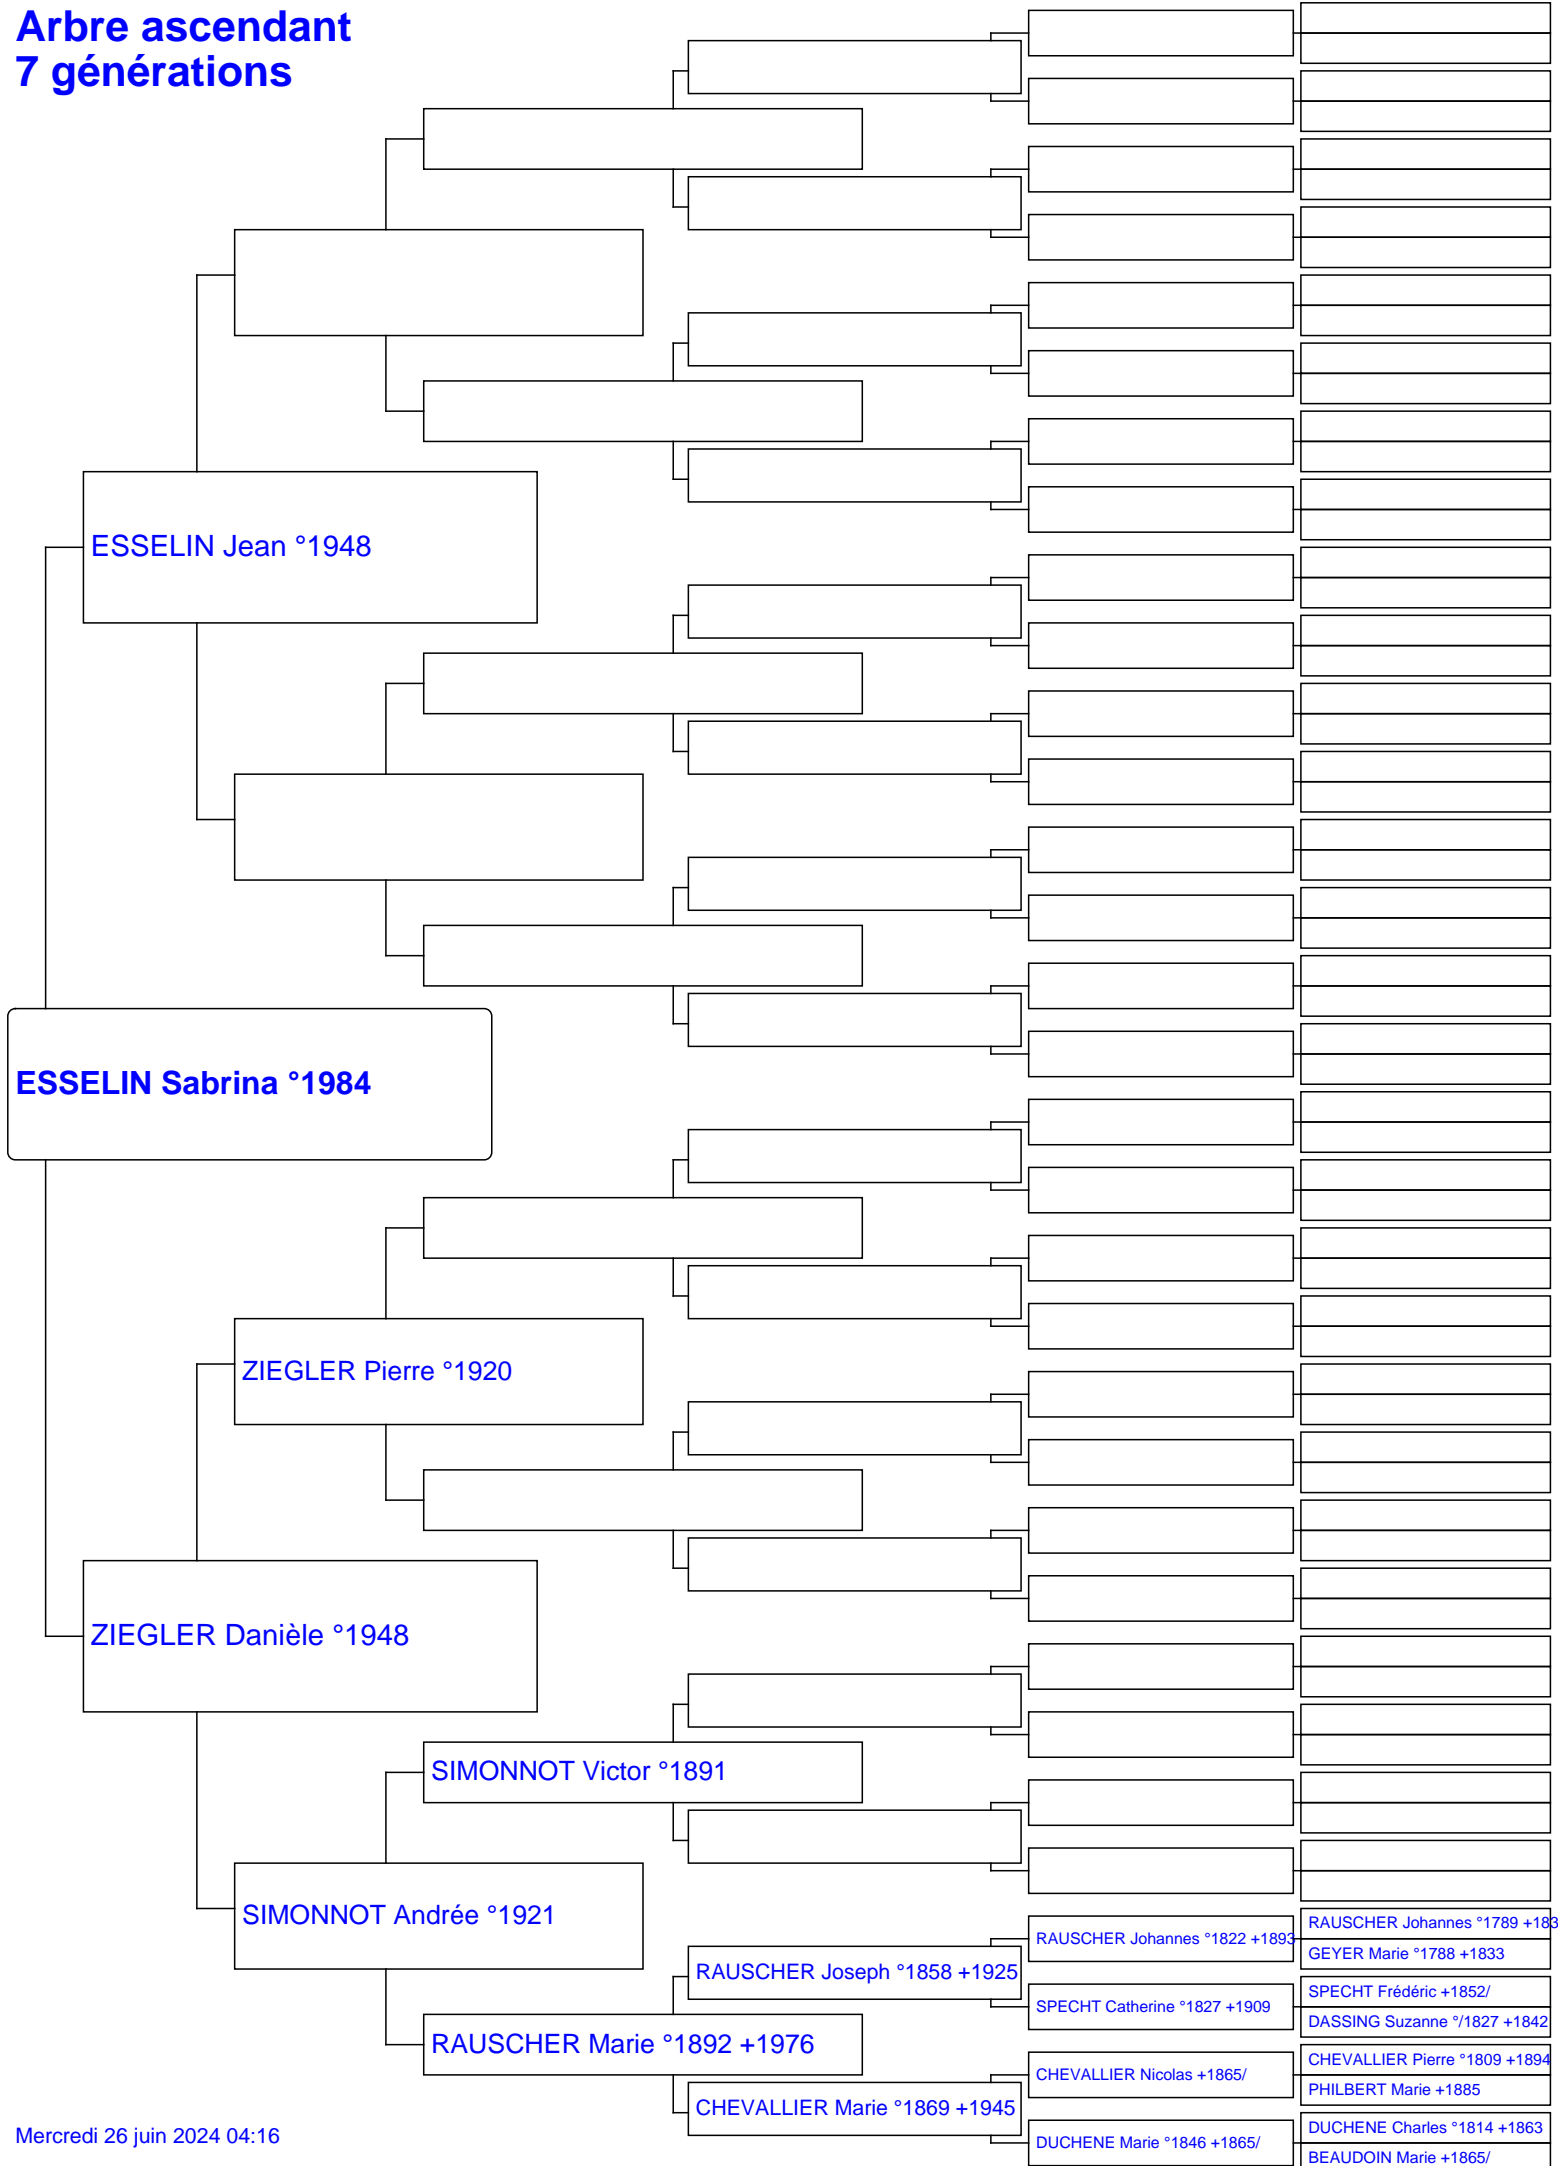 Arbre ascendant
7 générations
ESSELIN Jean °1948
ESSELIN Sabrina °1984
ZIEGLER Pierre °1920
ZIEGLER Danièle °1948
SIMONNOT Victor °1891
SIMONNOT Andrée °1921
RAUSCHER Johannes °1789 +183
RAUSCHER Johannes °1822 +1893
GEYER Marie °1788 +1833
RAUSCHER Joseph °1858 +1925
SPECHT Frédéric +1852/
SPECHT Catherine °1827 +1909
DASSING Suzanne °/1827 +1842
RAUSCHER Marie °1892 +1976
CHEVALLIER Pierre °1809 +1894
CHEVALLIER Nicolas +1865/
PHILBERT Marie +1885
CHEVALLIER Marie °1869 +1945
DUCHENE Charles °1814 +1863
DUCHENE Marie °1846 +1865/
BEAUDOIN Marie +1865/
Mercredi 26 juin 2024 04:16